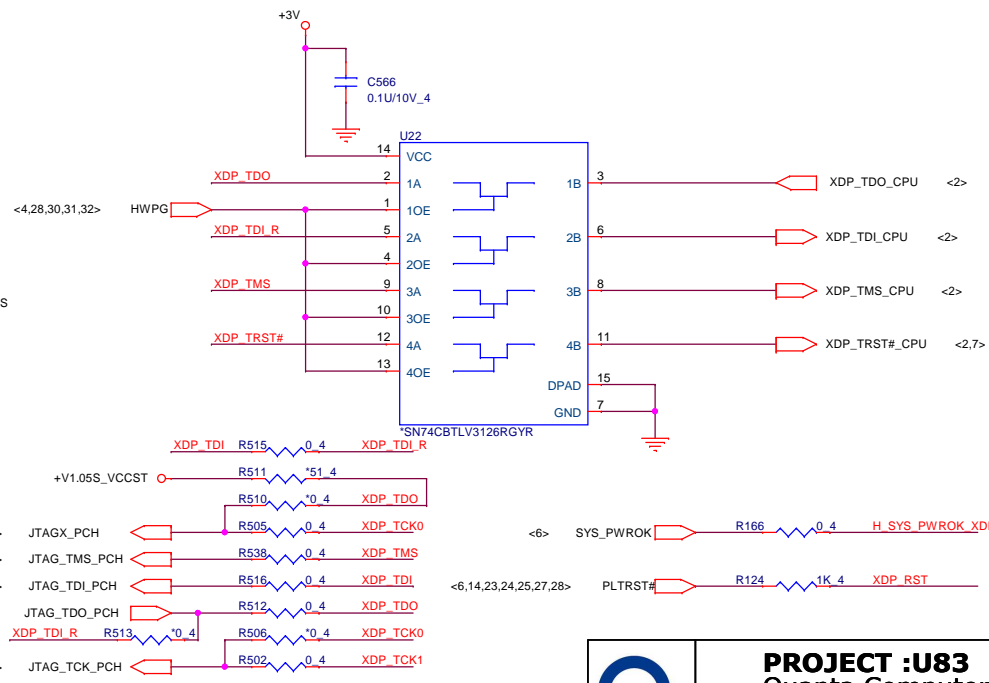 +3V
C566
0.1U/10V_4
U22
14 VCC
XDP_TDO 2 1A 1B 3 XDP_TDO_CPU <2>
<4,28,30,31,32> HWPG 1 1OE
XDP_TDI_R 5 2A 2B 6 XDP_TDI_CPU <2>
4 2OE
XDP_TMS 9 3A 3B 8 XDP_TMS_CPU <2>
S
10 3OE
XDP_TRST# 12 4A 4B 11 XDP_TRST#_CPU <2,7>
13 4OE
DPAD 15
GND 7
*SN74CBTLV3126RGYR
XDP_TDI R515 0_4 XDP_TDI_R
+V1.05S_VCCST R511 *51_4
R510 *0_4 XDP_TDO
JTAGX_PCH R505 0_4 XDP_TCK0
<6> SYS_PWROK R166 0_4 H_SYS_PWROK_XD
JTAG_TMS_PCH R538 0_4 XDP_TMS
JTAG_TDI_PCH R516 0_4 XDP_TDI
<6,14,23,24,25,27,28> PLTRST# R124 1K_4 XDP_RST
JTAG_TDO_PCH R512 0_4 XDP_TDO
XDP_TDI_R R513 *0_4
R506 *0_4 XDP_TCK0
JTAG_TCK_PCH R502 0_4 XDP_TCK1
PROJECT :U83
Quanta Computer